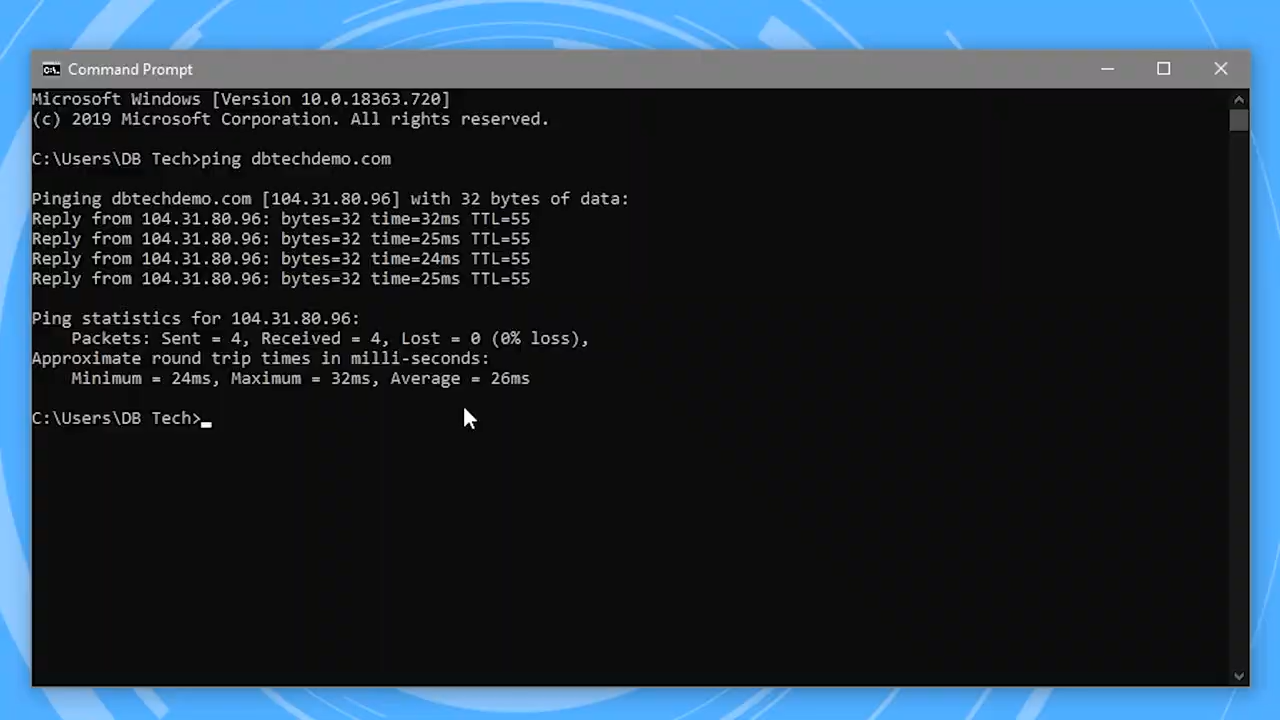 Command Prompt
Microsoft Windows [Version 10.0.18363.720]
(c) 2019 Microsoft Corporation. All rights reserved.
C:\Users\DB Tech>ping dbtechdemo.com
Pinging dbtechdemo.com [104.31.80.96] with 32 bytes of data:
Reply from 104.31.80.96: bytes=32 time=32ms TTL=55
Reply from 104.31.80.96: bytes=32 time=25ms TTL=55
Reply from 104.31.80.96: bytes=32 time=24ms TTL=55
Reply from 104.31.80.96: bytes=32 time=25ms TTL=55
Ping statistics for 104.31.80.96:
    Packets: Sent = 4, Received = 4, Lost = 0 (0% loss),
Approximate round trip times in milli-seconds:
    Minimum = 24ms, Maximum = 32ms, Average = 26ms
C:\Users\DB Tech>